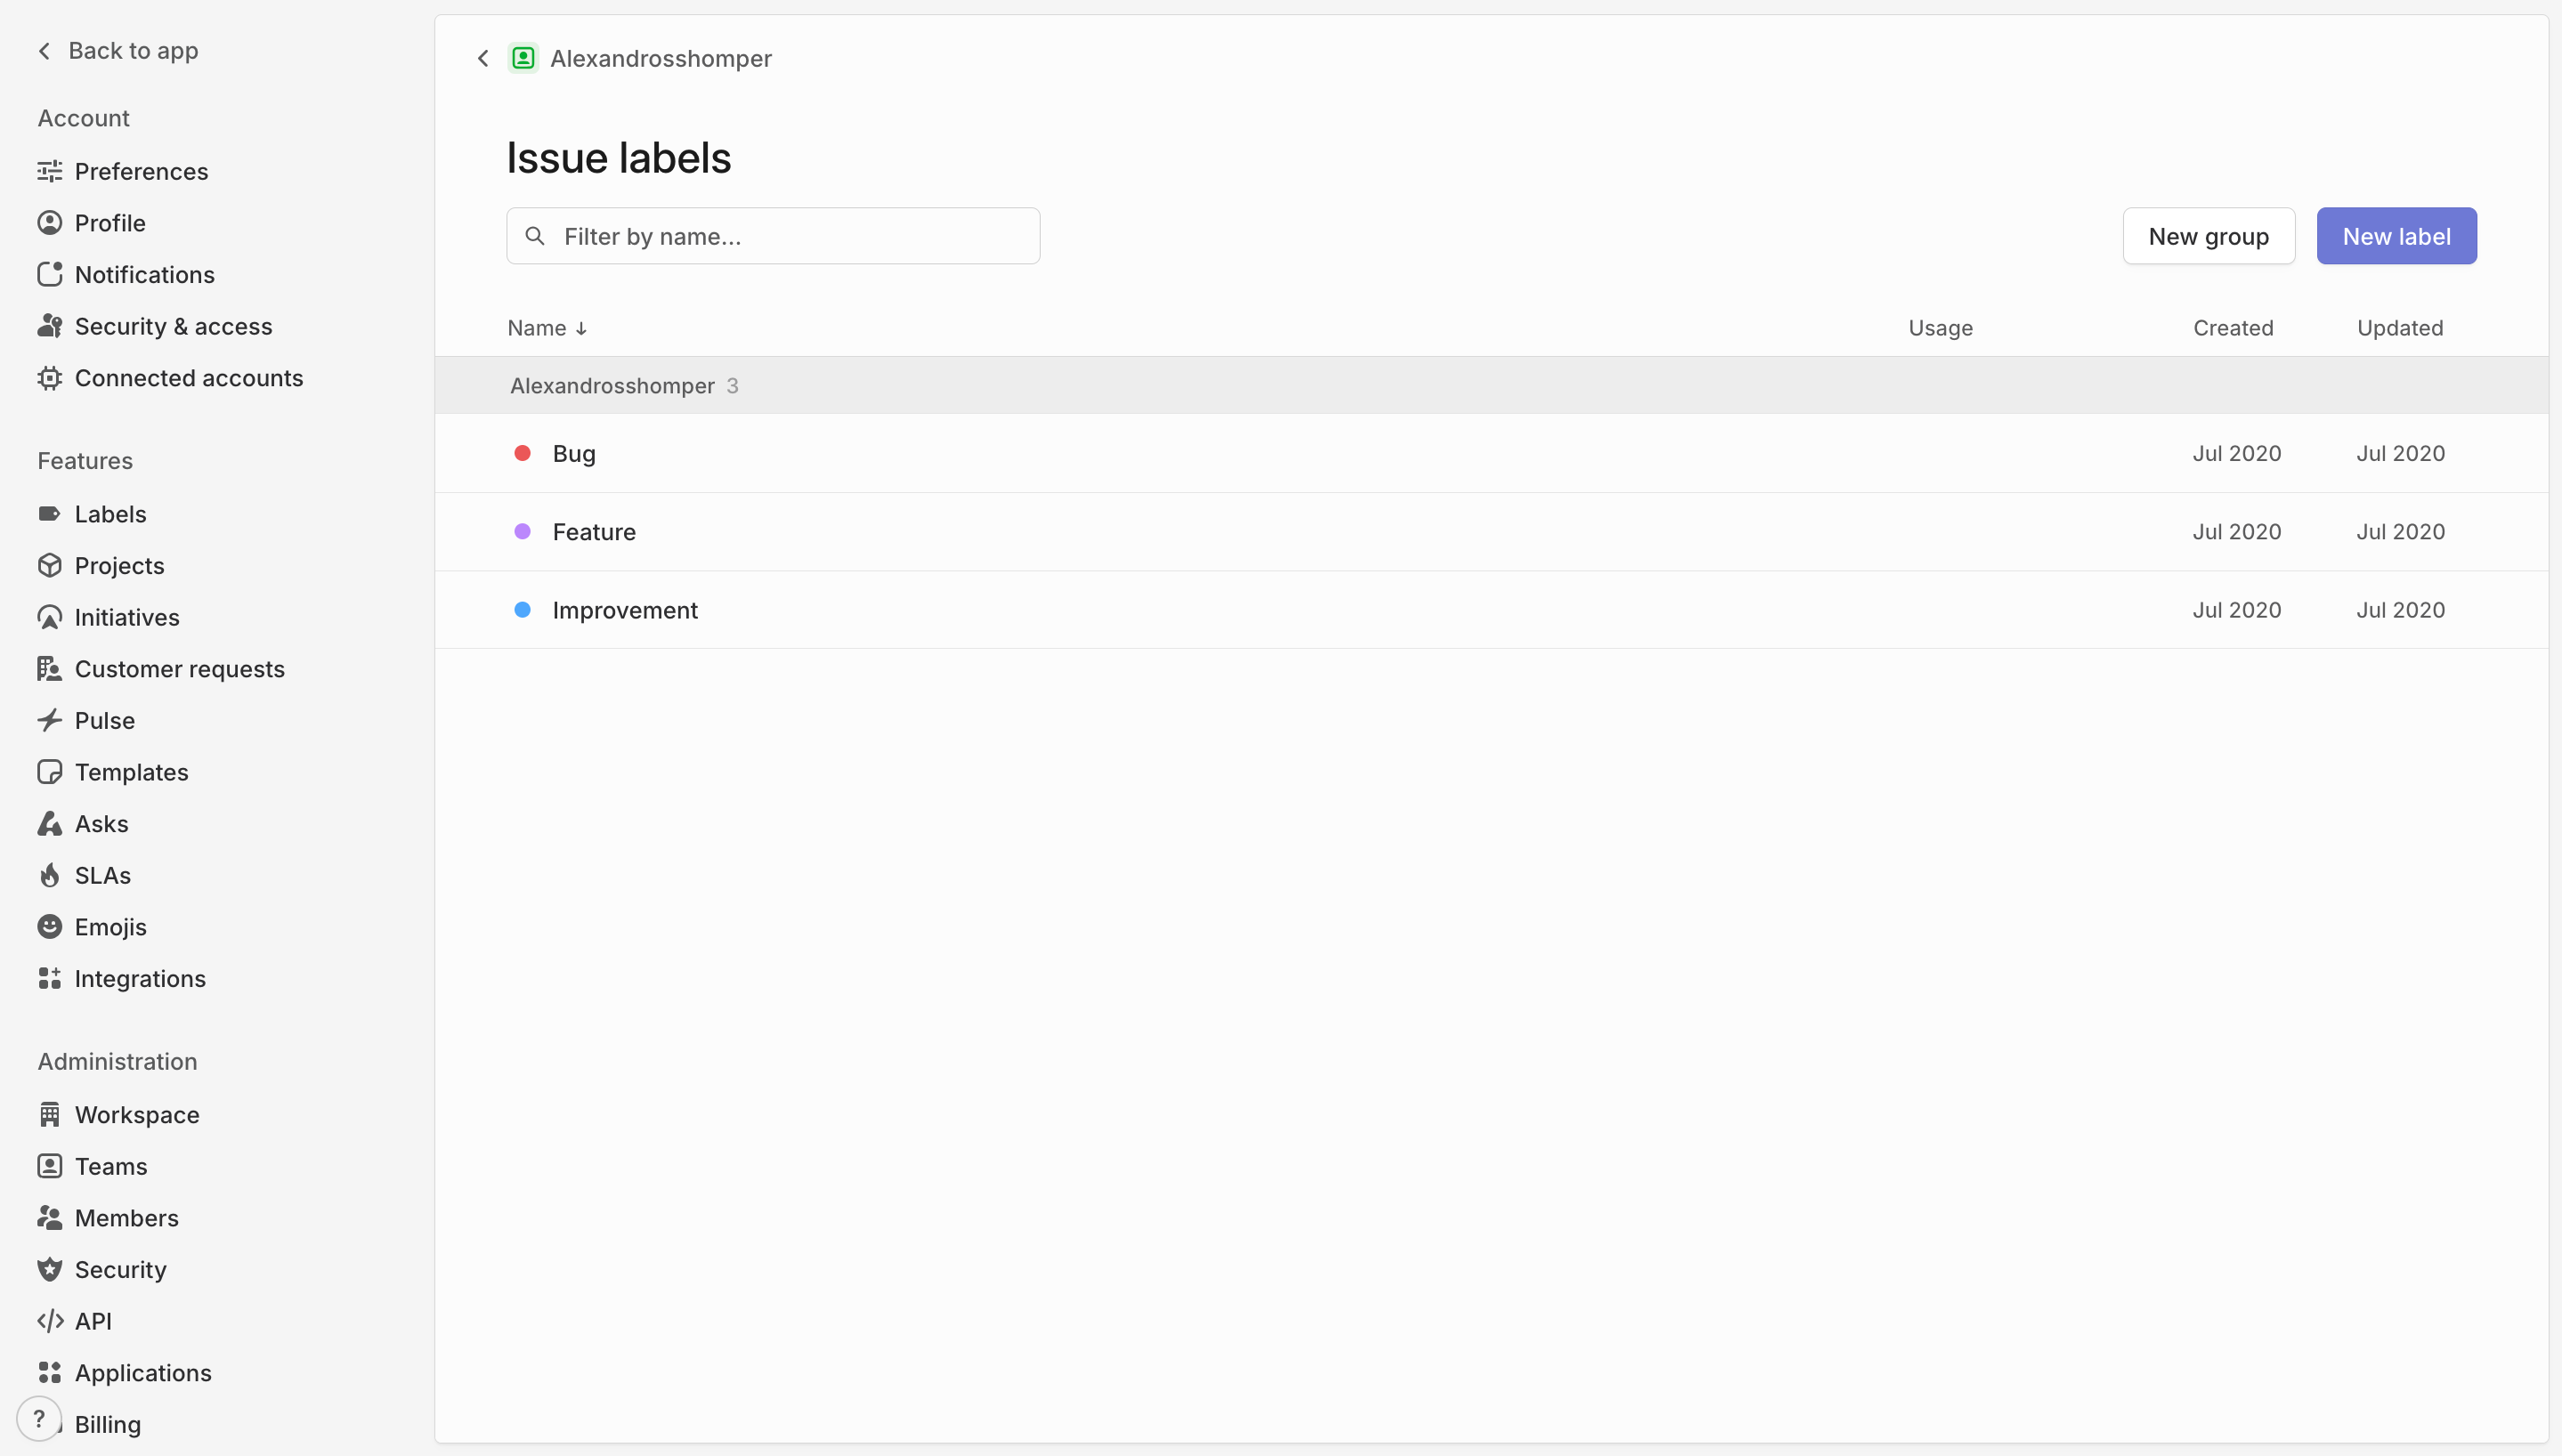 Back to app
Account
Preferences
Profile
Notifications
Security & access
Connected accounts
Features
Labels
Projects
Initiatives
Customer requests
Pulse
Templates
Asks
SLAs
Emojis
Integrations
Administration
Workspace
Teams
Members
Security
API
Applications
? Billing
Alexandrosshomper
Issue labels
Filter by name...
New group New label
Name Usage Created Updated
Alexandrosshomper 3
Bug Jul 2020 Jul 2020
Feature Jul 2020 Jul 2020
Improvement Jul 2020 Jul 2020